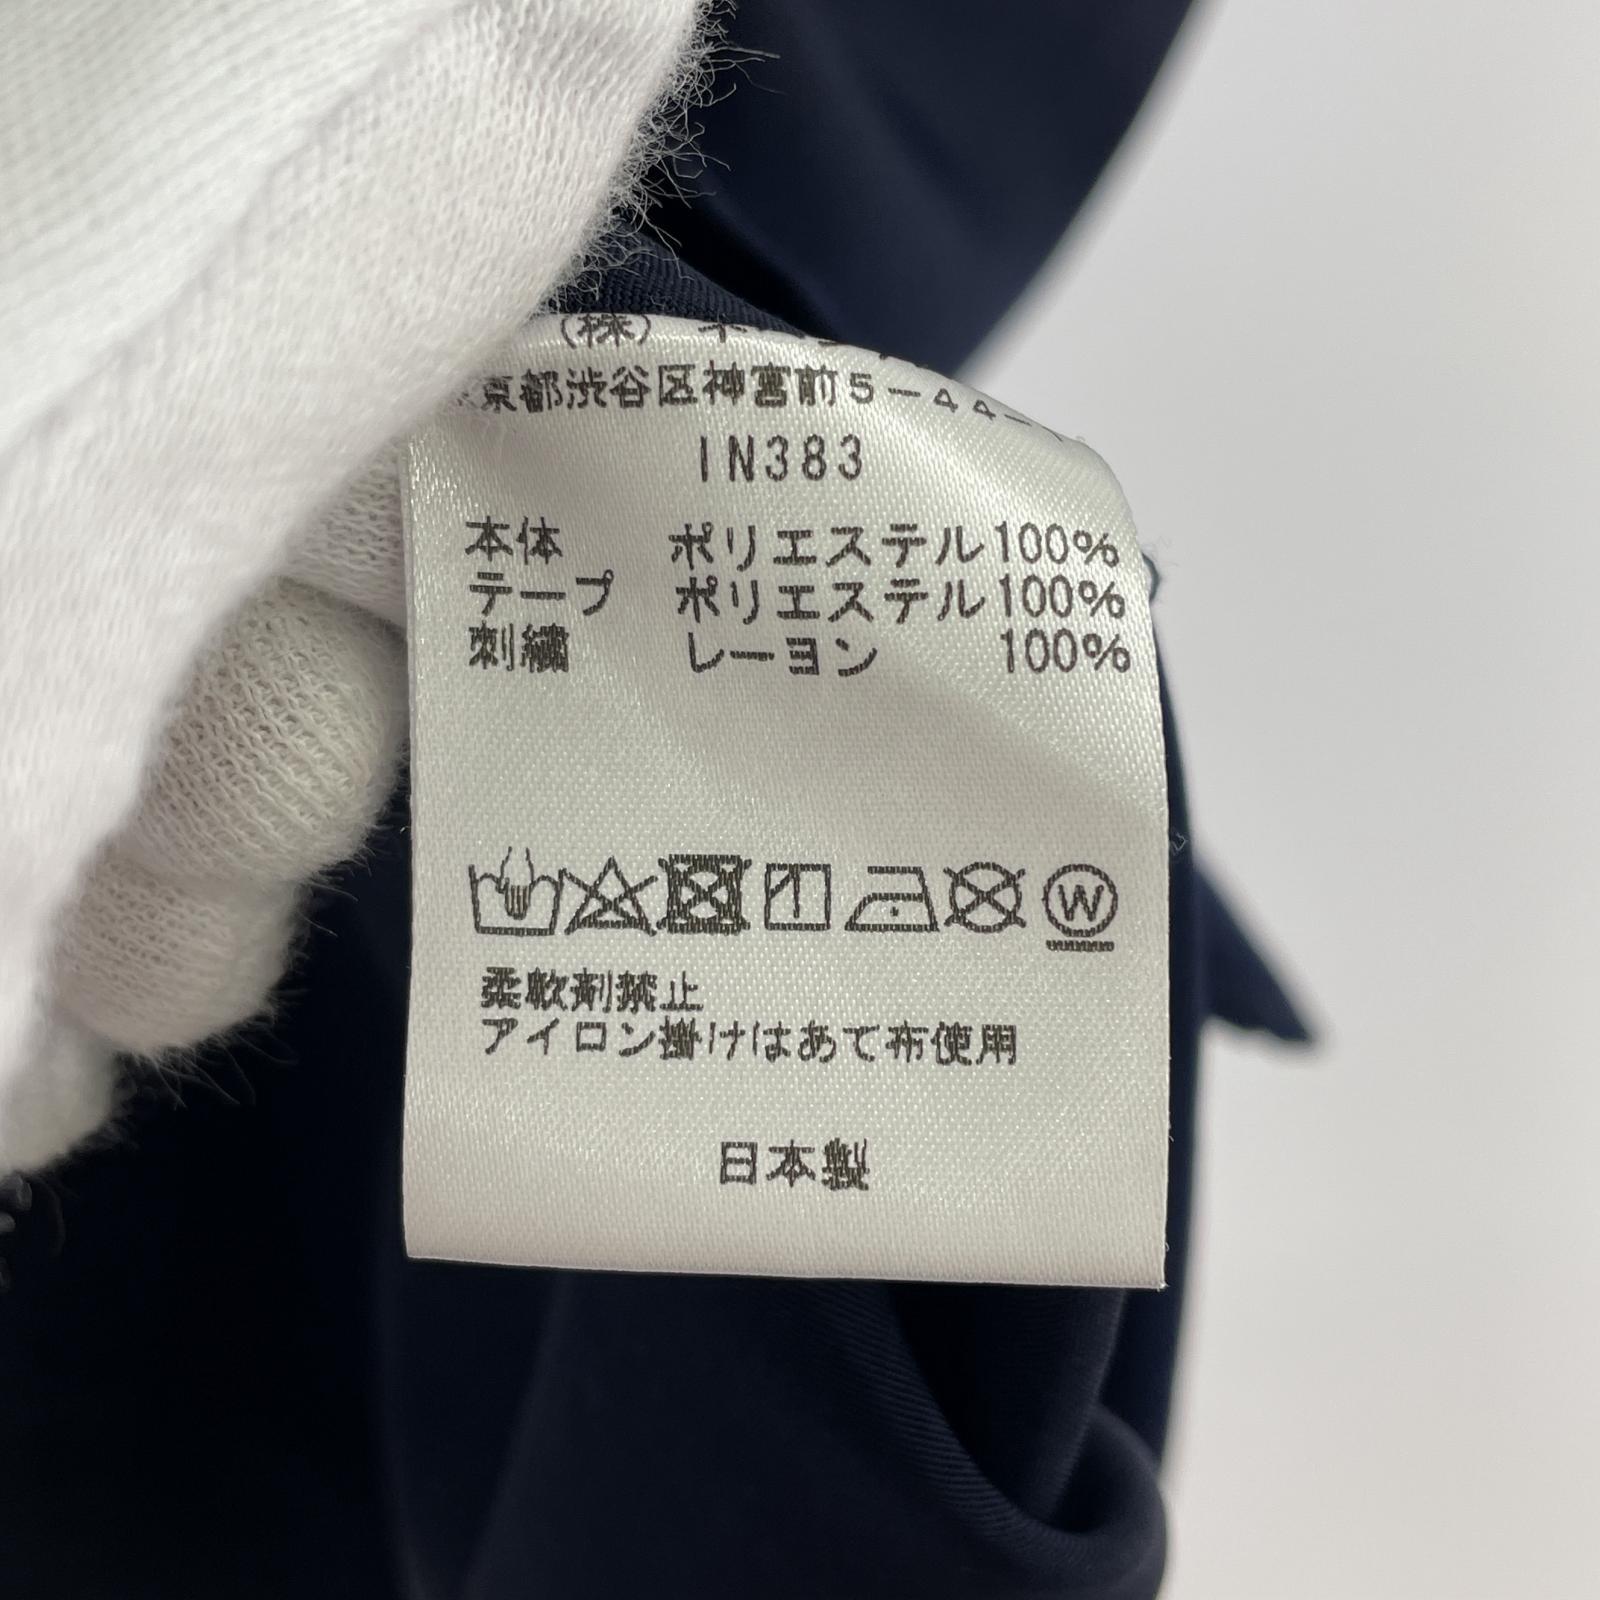 (株)
京都渋谷区神宮前5-44-
IN383
本体 ポリエステル100%
テープ ポリエステル100%
刺繍 レーヨン 100%
W
柔軟剤禁止
アイロン掛けはあて布使用
日本製